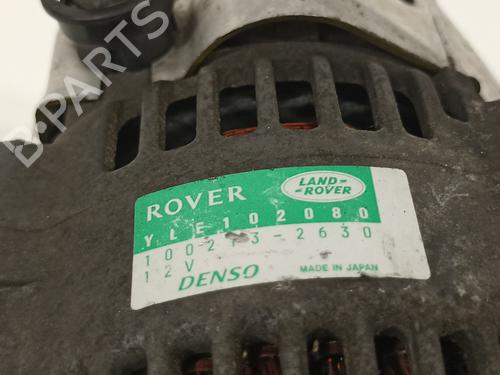 B-PARTS
ROVER
LAND-
ROVER
YLE102080
100213-2630
12V
DENSO
MADE IN JAPAN